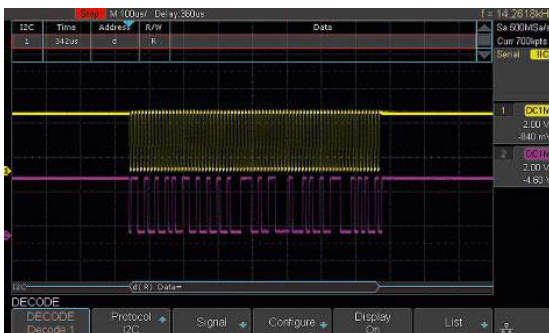 Stop M 100us/ Delay:360us f = 14.2618kH
I2C Time Address R/W Data
1 342us d R
Sa 500MSa/s
Curr 700kpts
Serial IIC
1 DC1M
2.00 V
-840 mV
2 DC1M
2.00 V
-4.60 V
I2C
d( R) Data=
DECODE
DECODE Protocol Signal Configure Display List
Decode 1 I2C On